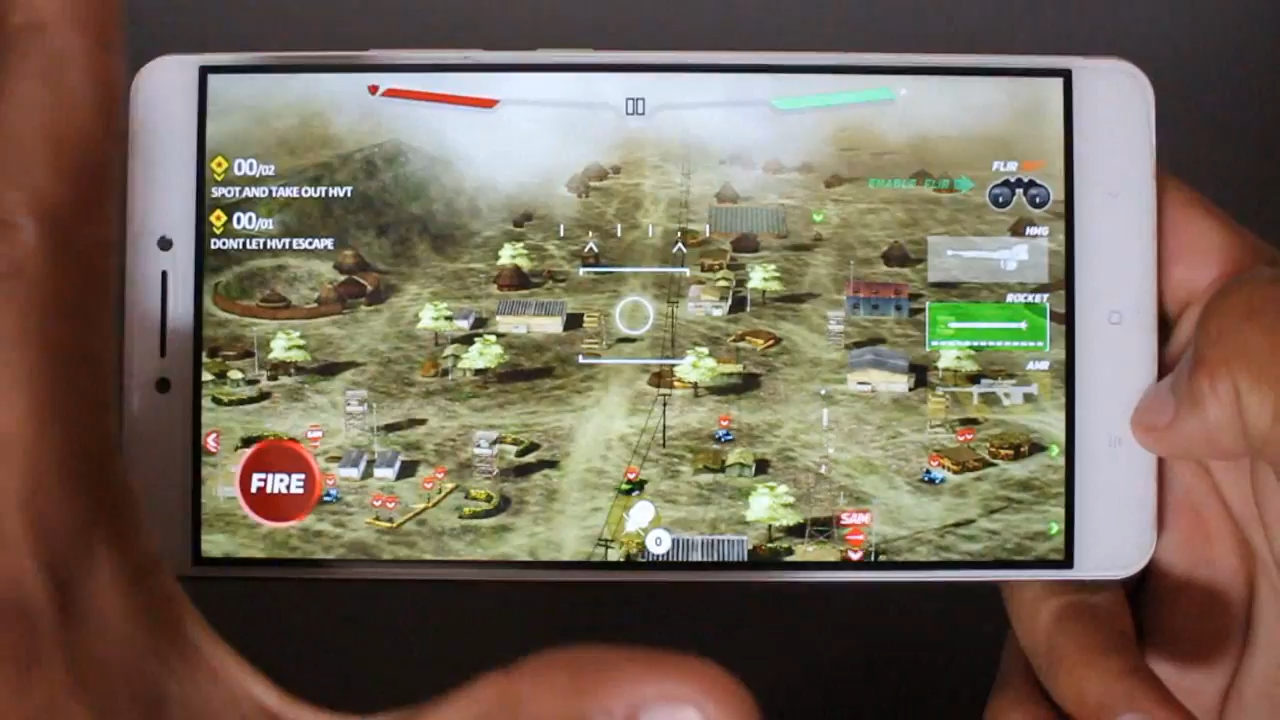 00/02
SPOT AND TAKE OUT HVT
00/01
DONT LET HVT ESCAPE
FLIR
ENABLE FLIR
HMG
ROCKET
AMR
SAM
FIRE
SAM
0